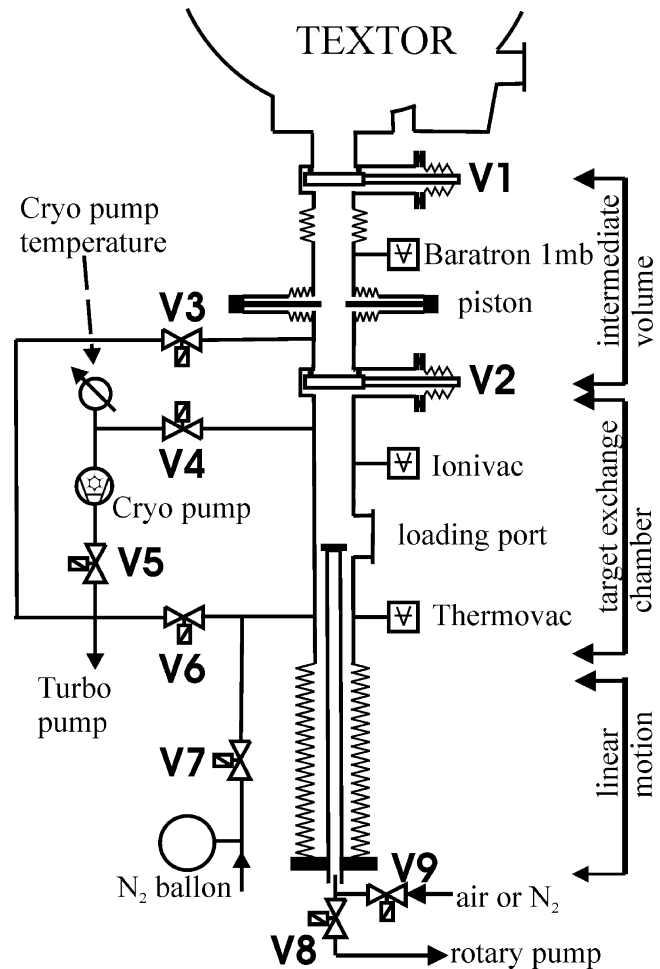 TEXTOR
V1
Cryo pump
temperature
Baratron 1mb
intermediate
volume
V3
piston
V2
V4
Ionivac
Cryo pump
loading port
target exchange
chamber
V5
Thermovac
V6
Turbo
pump
V7
linear
motion
N₂ ballon
V9
air or N₂
V8
rotary pump